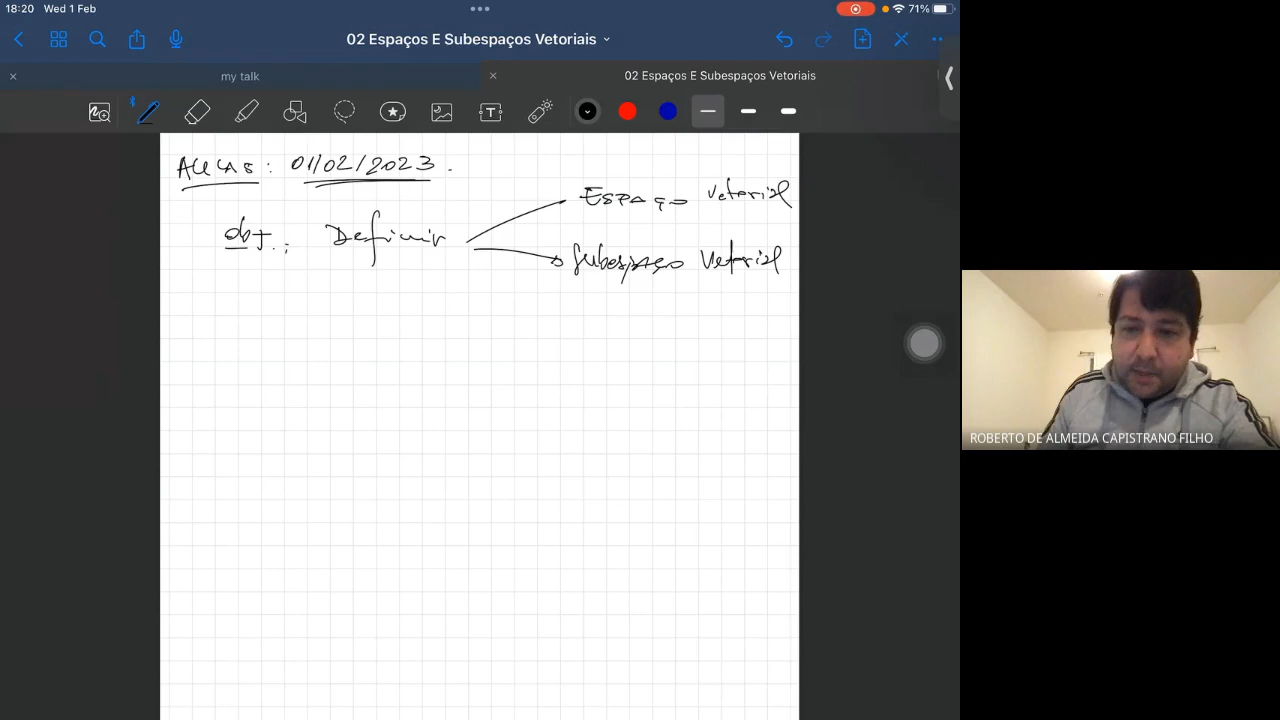 18:20 Wed 1 Feb
71%
02 Espaços E Subespaços Vetoriais
my talk
02 Espaços E Subespaços Vetoriais
T
: 01/02/2023.
Obj.: Definir
Espaço Vetorial
Subespaço Vetorial
ROBERTO DE ALMEIDA CAPISTRANO FILHO